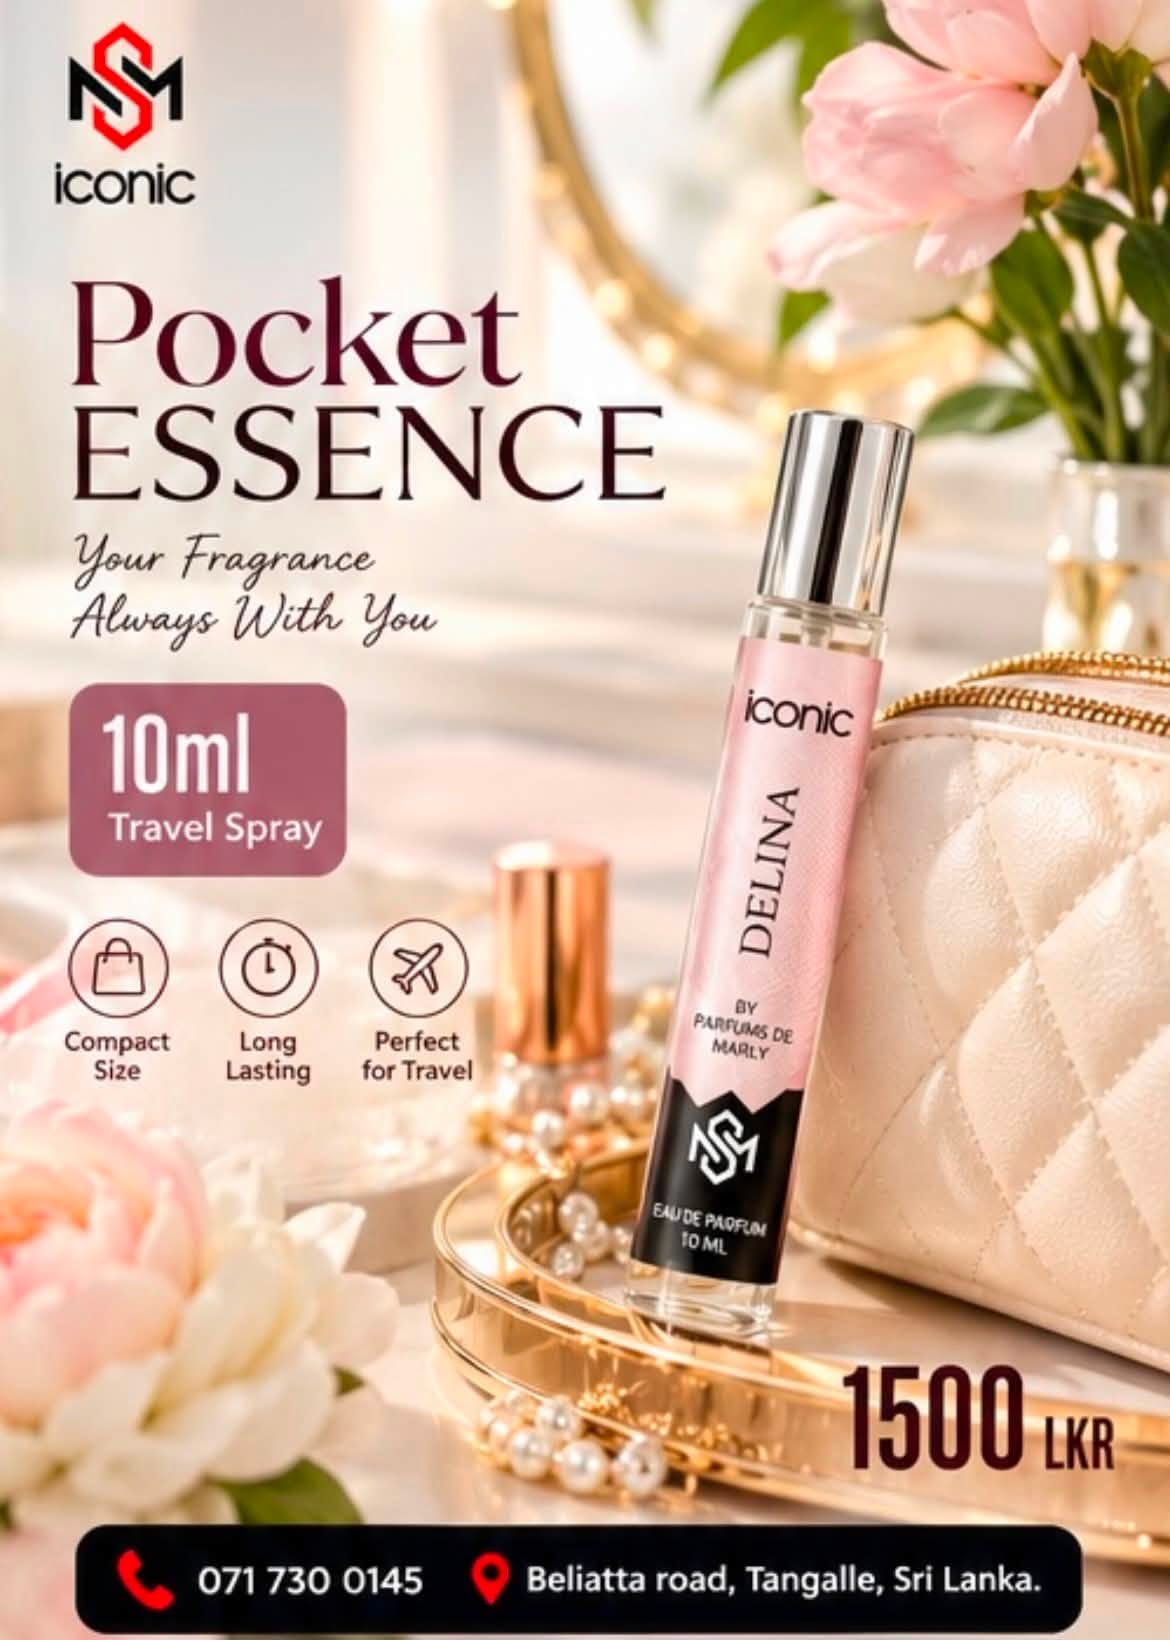 NSM
iconic
Pocket
ESSENCE
Your Fragrance
Always With You
10ml
Travel Spray
Compact
Size
Long
Lasting
Perfect
for Travel
iconic
DELINA
BY
PARFUMS DE
MARLY
NSM
EAU DE PARFUM
10 ML
1500 LKR
071 730 0145
Beliatta road, Tangalle, Sri Lanka.